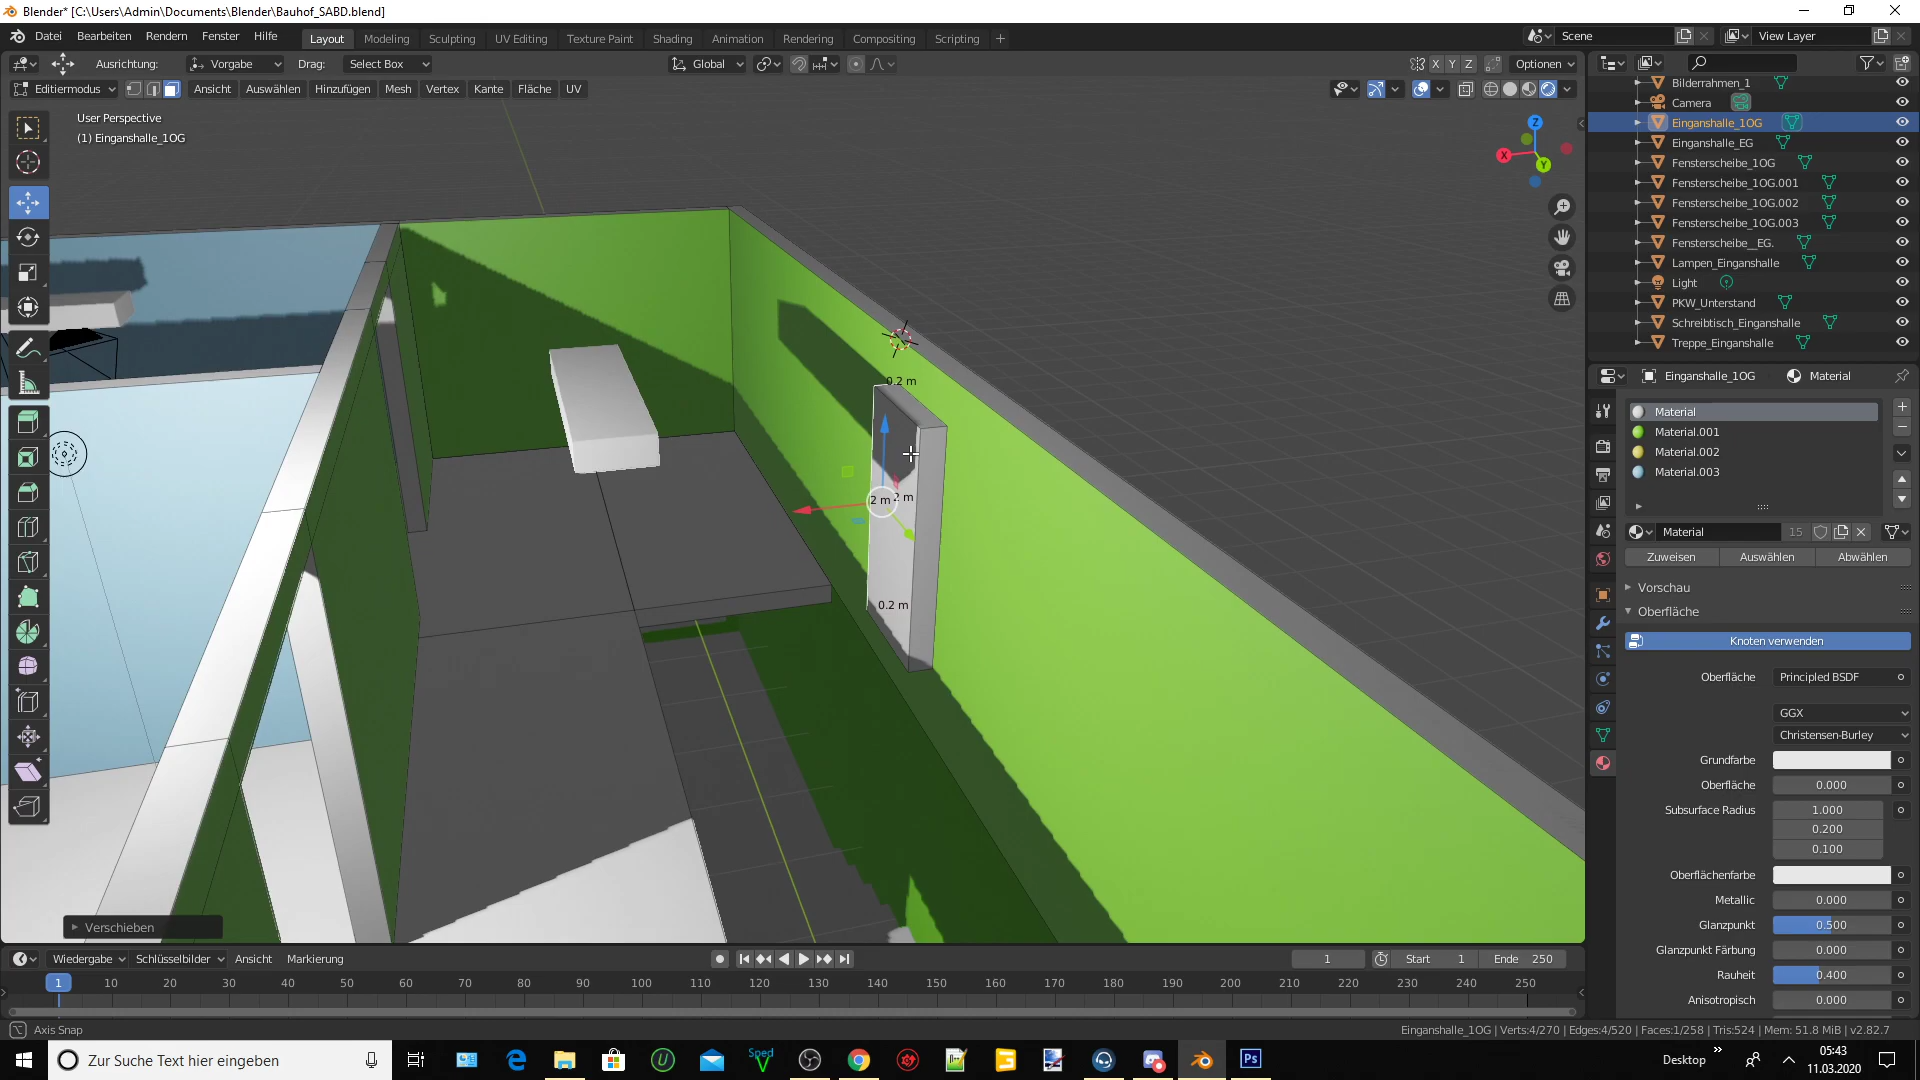 Blender* [C:\Users\Admin\Documents\Blender\Bauhof_SABD.blend]
Datei Bearbeiten Rendern Fenster Hilfe Layout Modeling Sculpting UV Editing Texture Paint Shading Animation Rendering Compositing Scripting + Scene View Layer
Ausrichtung: Vorgabe Drag: Select Box Global X Y Z Optionen
Editiermodus Ansicht Auswählen Hinzufügen Mesh Vertex Kante Fläche UV
User Perspective
(1) Einganshalle_1OG
Z
X
Y
0.2 m
2 m 2 m
0.2 m
Verschieben
Bilderrahmen_1
Camera
Einganshalle_1OG
Einganshalle_EG
Fensterscheibe_1OG
Fensterscheibe_1OG.001
Fensterscheibe_1OG.002
Fensterscheibe_1OG.003
Fensterscheibe__EG.
Lampen_Einganshalle
Light
PKW_Unterstand
Schreibtisch_Einganshalle
Treppe_Einganshalle
Einganshalle_1OG Material
Material
Material.001
Material.002
Material.003
Material 15
Zuweisen Auswählen Abwählen
Vorschau
Oberfläche
Knoten verwenden
Oberfläche Principled BSDF
GGX
Christensen-Burley
Grundfarbe
Oberfläche 0.000
Subsurface Radius 1.000
0.200
0.100
Oberflächenfarbe
Metallic 0.000
Glanzpunkt 0.500
Glanzpunkt Färbung 0.000
Rauheit 0.400
Anisotropisch 0.000
Wiedergabe Schlüsselbilder Ansicht Markierung 1 Start 1 Ende 250
1 10 20 30 40 50 60 70 80 90 100 110 120 130 140 150 160 170 180 190 200 210 220 230 240 250
Axis Snap
Einganshalle_1OG | Verts:4/270 | Edges:4/520 | Faces:1/258 | Tris:524 | Mem: 51.8 MiB | v2.82.7
Zur Suche Text hier eingeben
Sped
V
Ps
Desktop
05:43
11.03.2020